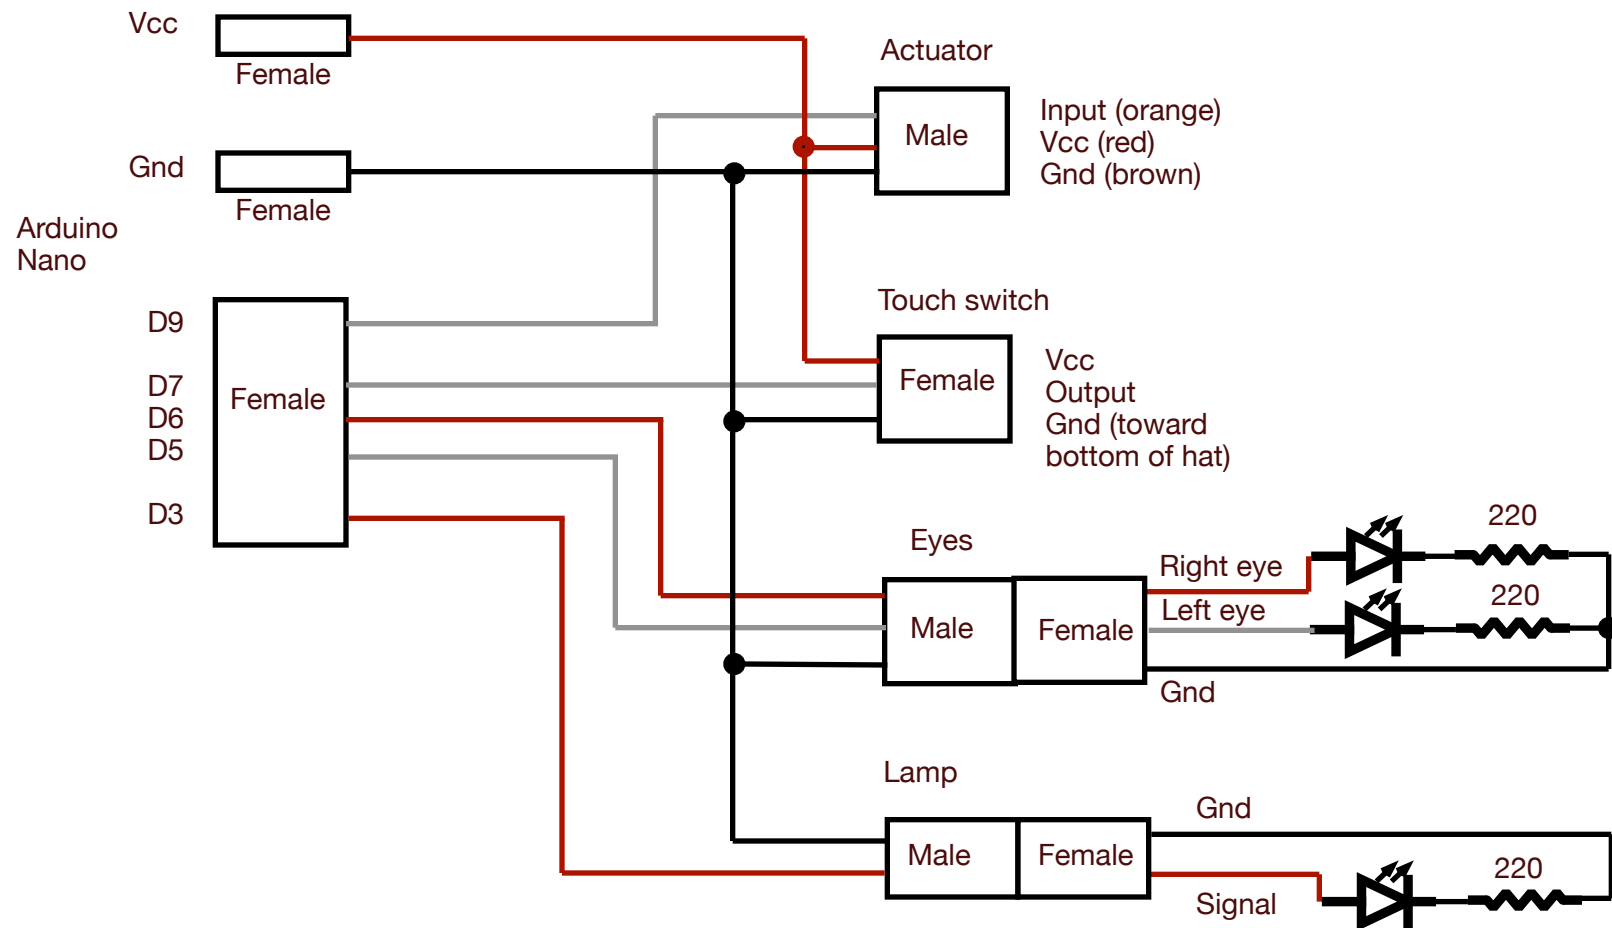 Vcc
Female
Gnd
Female
Arduino
Nano
D9
D7
D6
D5
D3
Female
Actuator
Male
Input (orange)
Vcc (red)
Gnd (brown)
Touch switch
Female
Vcc
Output
Gnd (toward
bottom of hat)
Eyes
Male
Female
Right eye
Left eye
Gnd
220
220
Lamp
Male
Female
Gnd
Signal
220